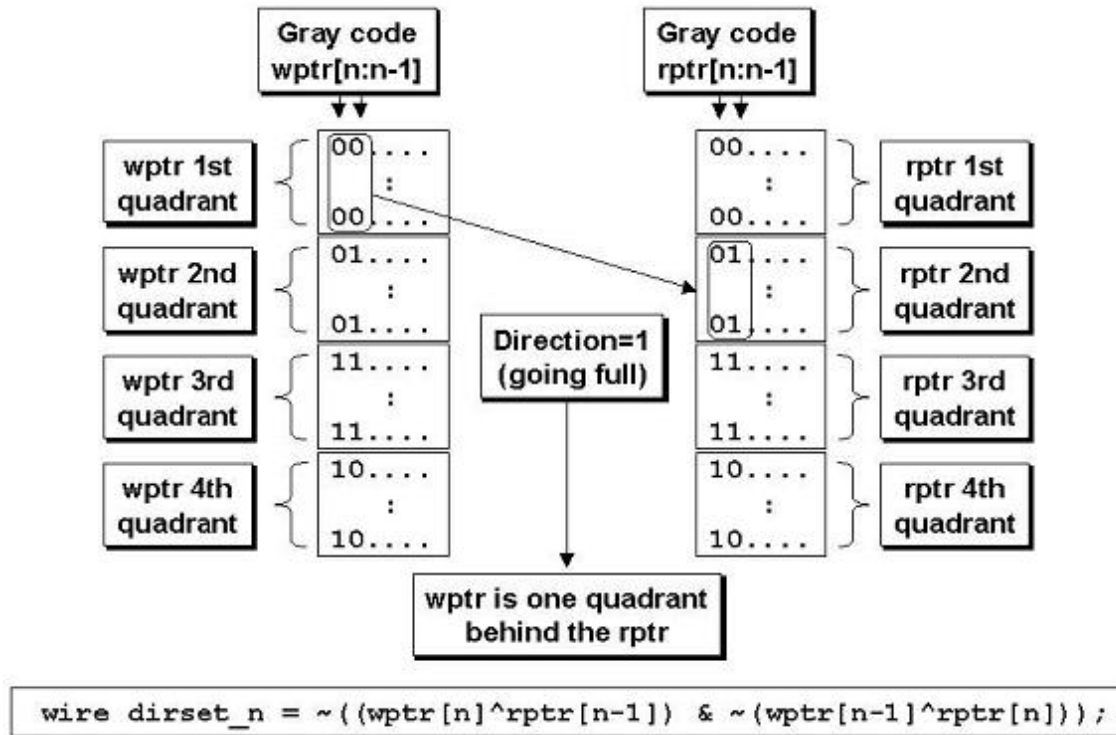 Gray code
wptr[n:n-1]
Gray code
rptr[n:n-1]
wptr 1st
quadrant
00....
:
00....
00....
:
00....
rptr 1st
quadrant
wptr 2nd
quadrant
01....
:
01....
01....
:
01....
rptr 2nd
quadrant
Direction=1
(going full)
wptr 3rd
quadrant
11....
:
11....
11....
:
11....
rptr 3rd
quadrant
wptr 4th
quadrant
10....
:
10....
10....
:
10....
rptr 4th
quadrant
wptr is one quadrant
behind the rptr
wire dirset_n = ~((wptr[n]^rptr[n-1]) & ~(wptr[n-1]^rptr[n]));